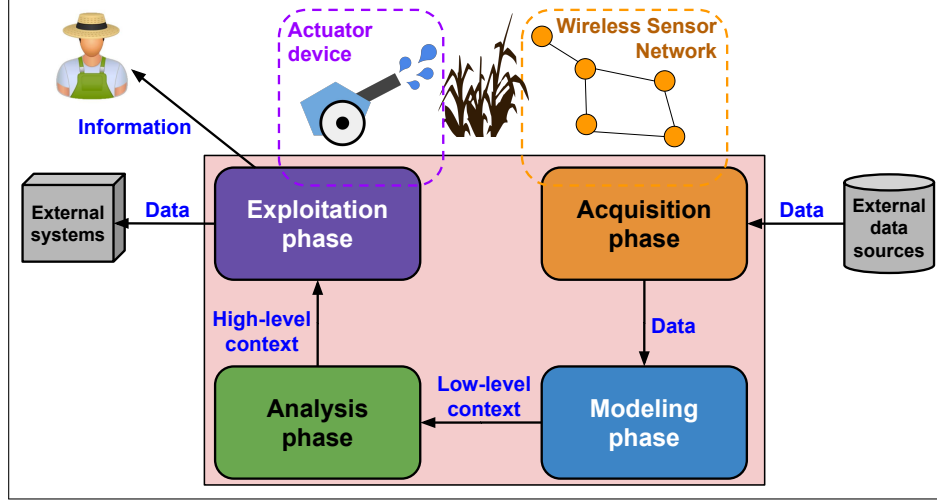 Actuator
device
Wireless Sensor
Network
Information
External
systems
Data
Exploitation
phase
Acquisition
phase
Data
External
data
sources
High-level
context
Data
Analysis
phase
Low-level
context
Modeling
phase